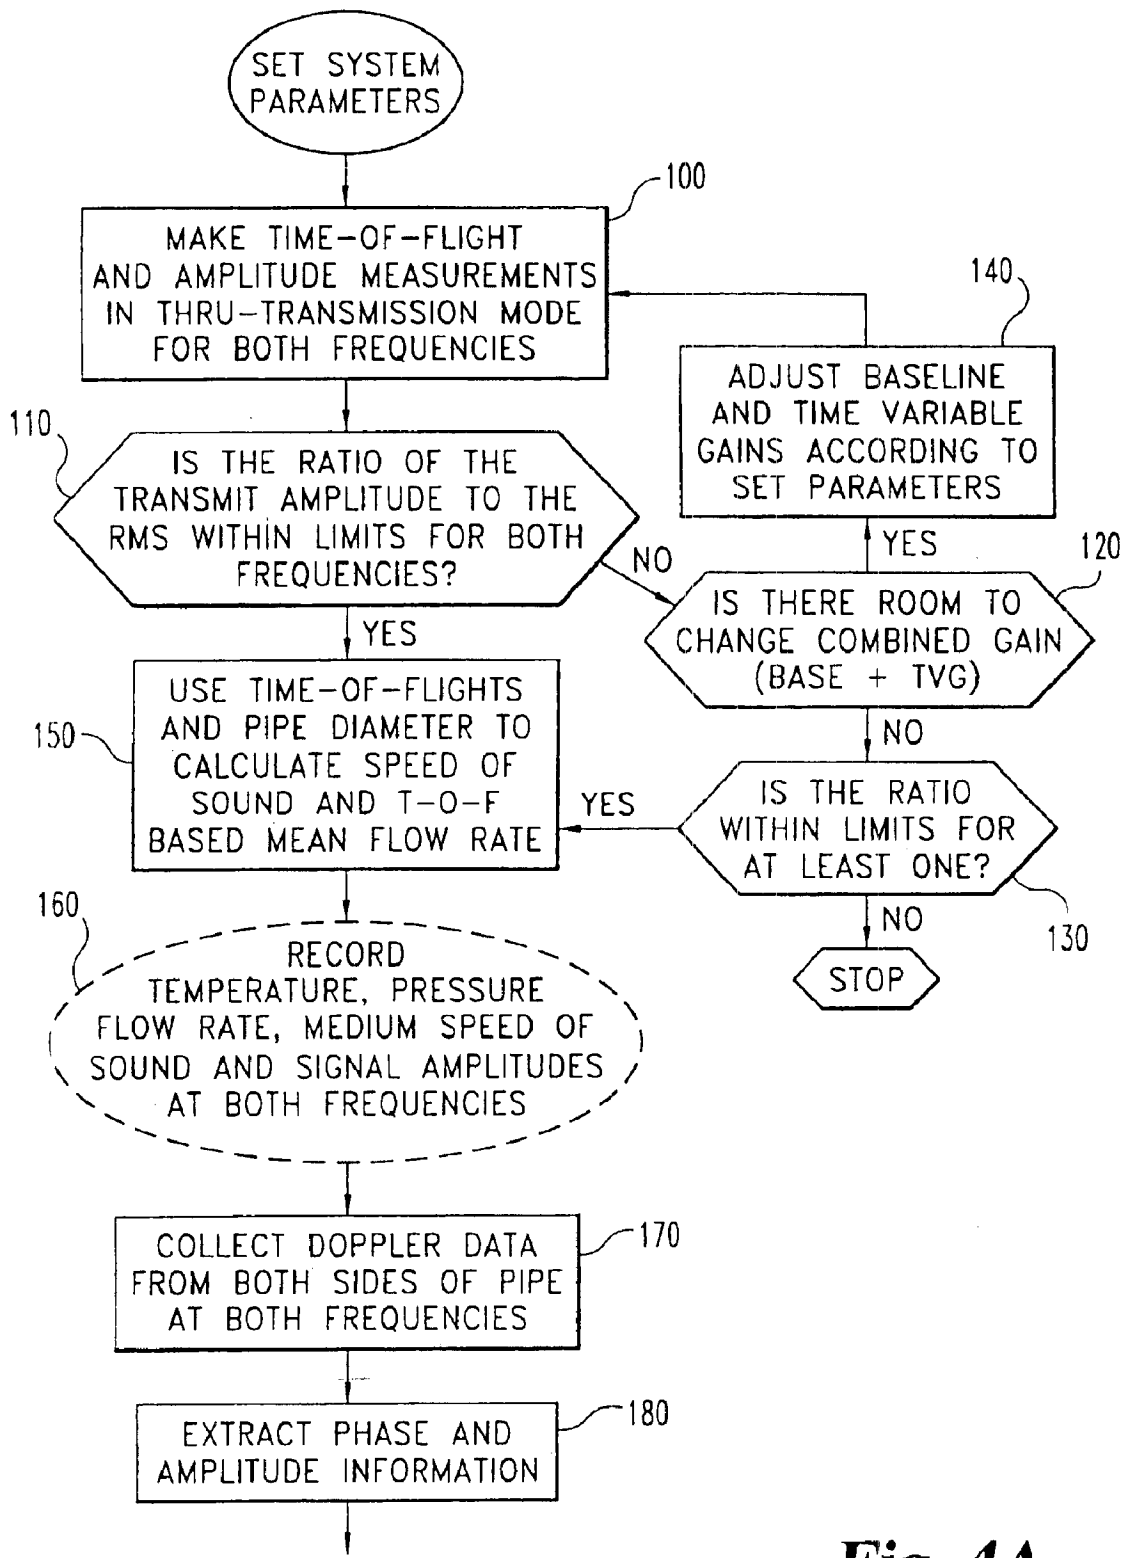 SET SYSTEM
PARAMETERS
100
MAKE TIME-OF-FLIGHT
AND AMPLITUDE MEASUREMENTS
IN THRU-TRANSMISSION MODE
FOR BOTH FREQUENCIES
140
ADJUST BASELINE
AND TIME VARIABLE
GAINS ACCORDING TO
SET PARAMETERS
110
IS THE RATIO OF THE
TRANSMIT AMPLITUDE TO THE
RMS WITHIN LIMITS FOR BOTH
FREQUENCIES?
NO
YES
120
IS THERE ROOM TO
CHANGE COMBINED GAIN
(BASE + TVG)
YES
NO
150
USE TIME-OF-FLIGHTS
AND PIPE DIAMETER TO
CALCULATE SPEED OF
SOUND AND T-O-F
BASED MEAN FLOW RATE
YES
IS THE RATIO
WITHIN LIMITS FOR
AT LEAST ONE?
130
NO
STOP
160
RECORD
TEMPERATURE, PRESSURE
FLOW RATE, MEDIUM SPEED OF
SOUND AND SIGNAL AMPLITUDES
AT BOTH FREQUENCIES
170
COLLECT DOPPLER DATA
FROM BOTH SIDES OF PIPE
AT BOTH FREQUENCIES
180
EXTRACT PHASE AND
AMPLITUDE INFORMATION
Fig. 4A